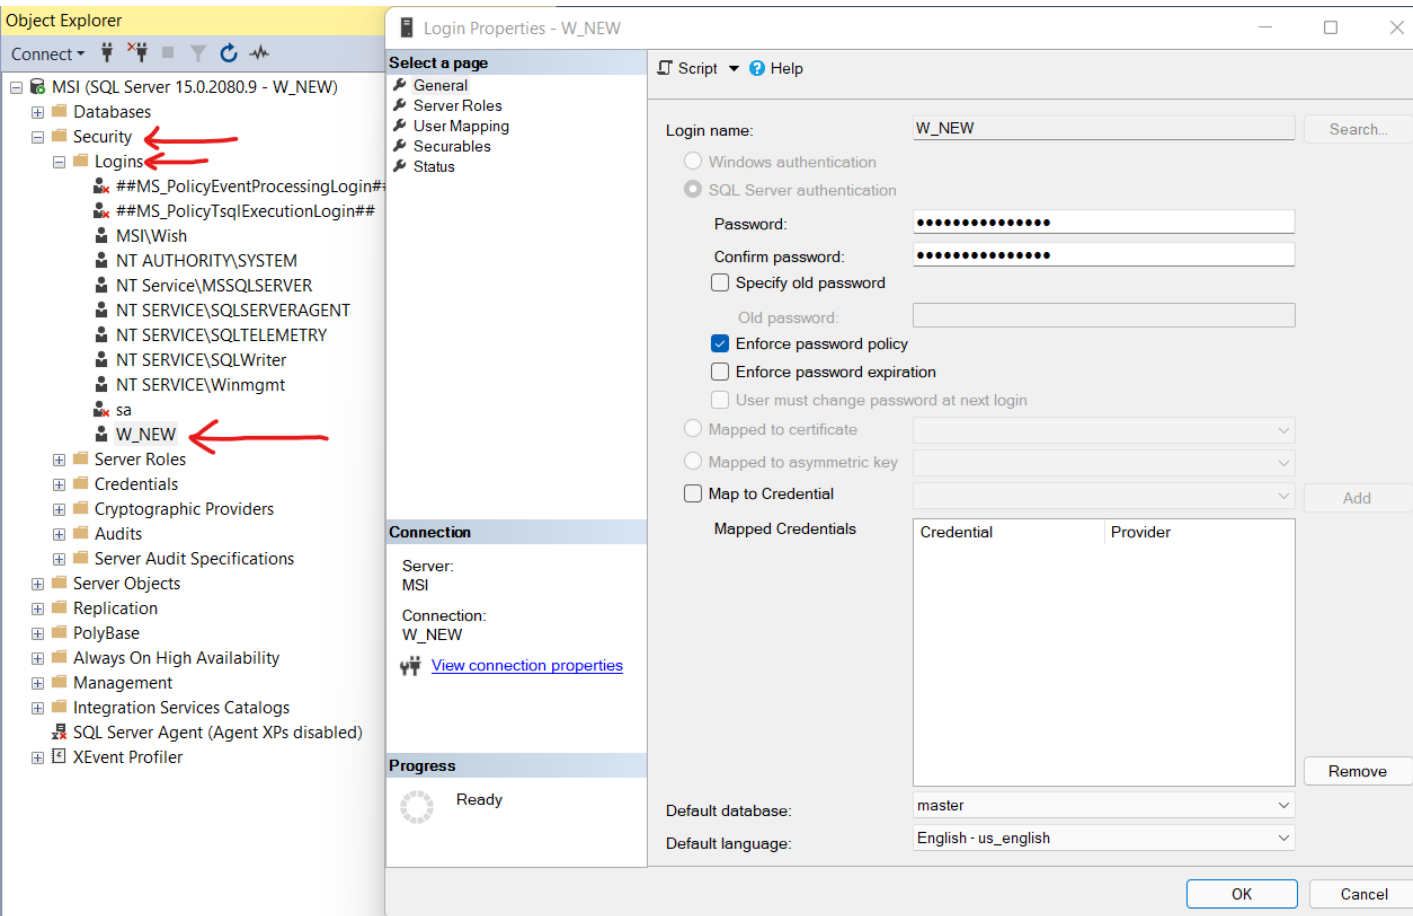 Object Explorer
Connect
MSI (SQL Server 15.0.2080.9 - W_NEW)
Databases
Security
Logins
##MS_PolicyEventProcessingLogin##
##MS_PolicyTsqlExecutionLogin##
MSI\Wish
NT AUTHORITY\SYSTEM
NT Service\MSSQLSERVER
NT SERVICE\SQLSERVERAGENT
NT SERVICE\SQLTELEMETRY
NT SERVICE\SQLWriter
NT SERVICE\Winmgmt
sa
W_NEW
Server Roles
Credentials
Cryptographic Providers
Audits
Server Audit Specifications
Server Objects
Replication
PolyBase
Always On High Availability
Management
Integration Services Catalogs
SQL Server Agent (Agent XPs disabled)
XEvent Profiler
Login Properties - W_NEW
Select a page
General
Server Roles
User Mapping
Securables
Status
Connection
Server:
MSI
Connection:
W_NEW
View connection properties
Progress
Ready
Script Help
Login name: W_NEW Search...
Windows authentication
SQL Server authentication
Password: •••••••••••••••
Confirm password: •••••••••••••••
Specify old password
Old password:
Enforce password policy
Enforce password expiration
User must change password at next login
Mapped to certificate
Mapped to asymmetric key
Map to Credential Add
Mapped Credentials Credential Provider
Remove
Default database: master
Default language: English - us_english
OK Cancel